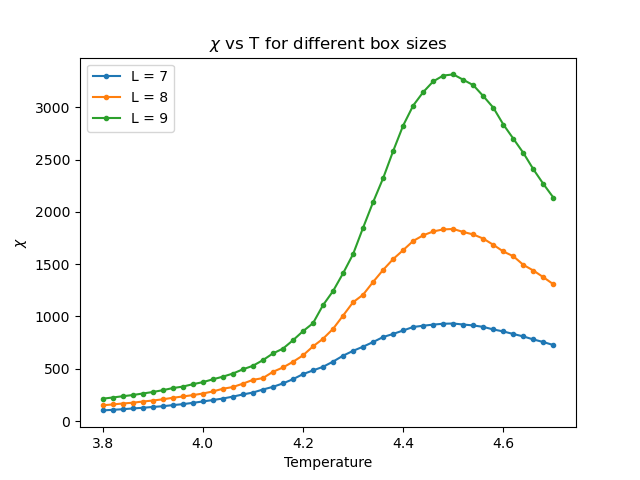 χ vs T for different box sizes
L = 7
L = 8
L = 9
3000
2500
2000
1500
1000
500
0
χ
3.8 4.0 4.2 4.4 4.6
Temperature